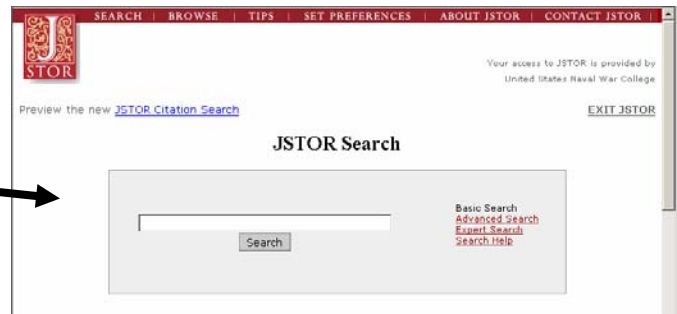 SEARCH | BROWSE | TIPS | SET PREFERENCES | ABOUT JSTOR | CONTACT JSTOR |
J
STOR
Your access to JSTOR is provided by
United States Naval War College
Preview the new JSTOR Citation Search
EXIT JSTOR
JSTOR Search
Basic Search
Advanced Search
Expert Search
Search Help
Search